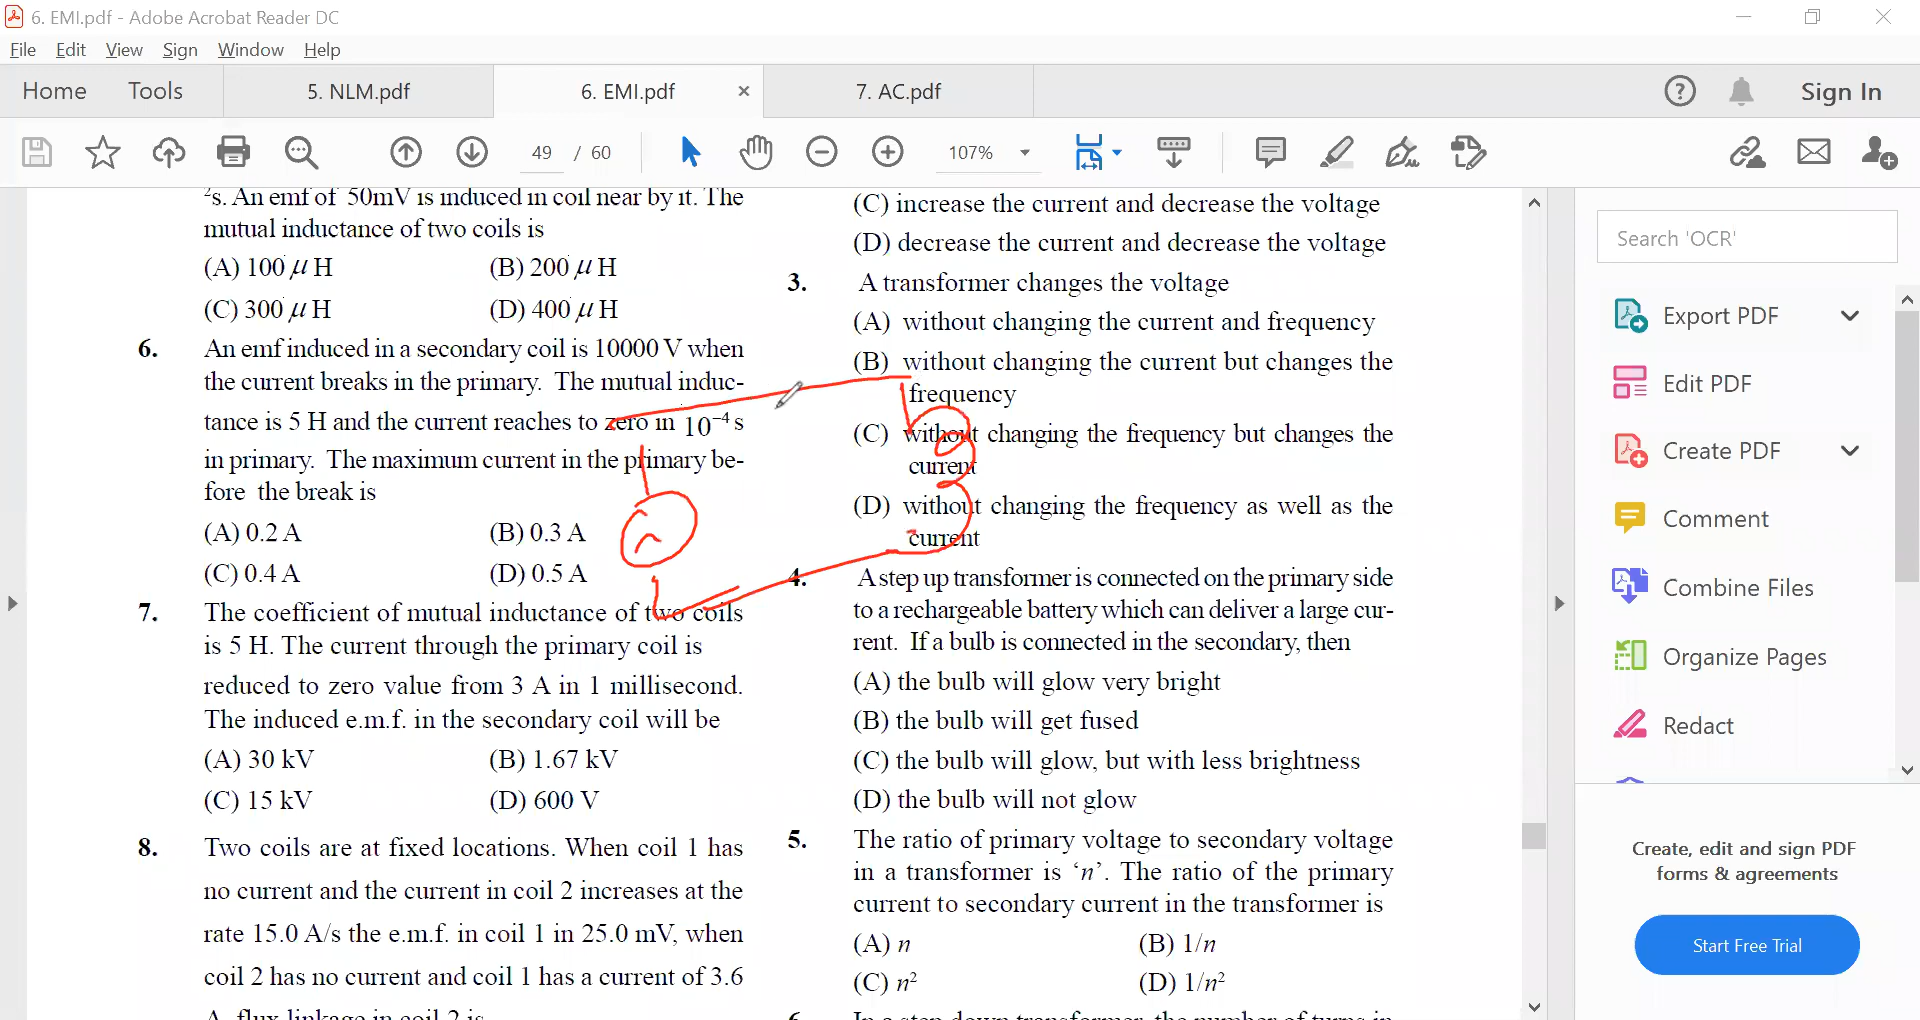 6. EMI.pdf - Adobe Acrobat Reader DC
File Edit View Sign Window Help
Home Tools 5. NLM.pdf 6. EMI.pdf × 7. AC.pdf ? Sign In
49 / 60 107%
²s. An emf of 50mV is induced in coil near by it. The
mutual inductance of two coils is
(A) 100 μ H (B) 200 μ H
(C) 300 μ H (D) 400 μ H
6. An emf induced in a secondary coil is 10000 V when
the current breaks in the primary. The mutual induc-
tance is 5 H and the current reaches to zero in 10⁻⁴ s
in primary. The maximum current in the primary be-
fore the break is
(A) 0.2 A (B) 0.3 A
(C) 0.4 A (D) 0.5 A
7. The coefficient of mutual inductance of two coils
is 5 H. The current through the primary coil is
reduced to zero value from 3 A in 1 millisecond.
The induced e.m.f. in the secondary coil will be
(A) 30 kV (B) 1.67 kV
(C) 15 kV (D) 600 V
8. Two coils are at fixed locations. When coil 1 has
no current and the current in coil 2 increases at the
rate 15.0 A/s the e.m.f. in coil 1 in 25.0 mV, when
coil 2 has no current and coil 1 has a current of 3.6
A, flux linkage in coil 2 is
(C) increase the current and decrease the voltage
(D) decrease the current and decrease the voltage
3. A transformer changes the voltage
(A) without changing the current and frequency
(B) without changing the current but changes the
frequency
(C) without changing the frequency but changes the
current
(D) without changing the frequency as well as the
current
4. A step up transformer is connected on the primary side
to a rechargeable battery which can deliver a large cur-
rent. If a bulb is connected in the secondary, then
(A) the bulb will glow very bright
(B) the bulb will get fused
(C) the bulb will glow, but with less brightness
(D) the bulb will not glow
5. The ratio of primary voltage to secondary voltage
in a transformer is ‘n’. The ratio of the primary
current to secondary current in the transformer is
(A) n (B) 1/n
(C) n² (D) 1/n²
6. In a step down transformer, the number of turns in
Search 'OCR'
Export PDF
Edit PDF
Create PDF
Comment
Combine Files
Organize Pages
Redact
Create, edit and sign PDF
forms & agreements
Start Free Trial